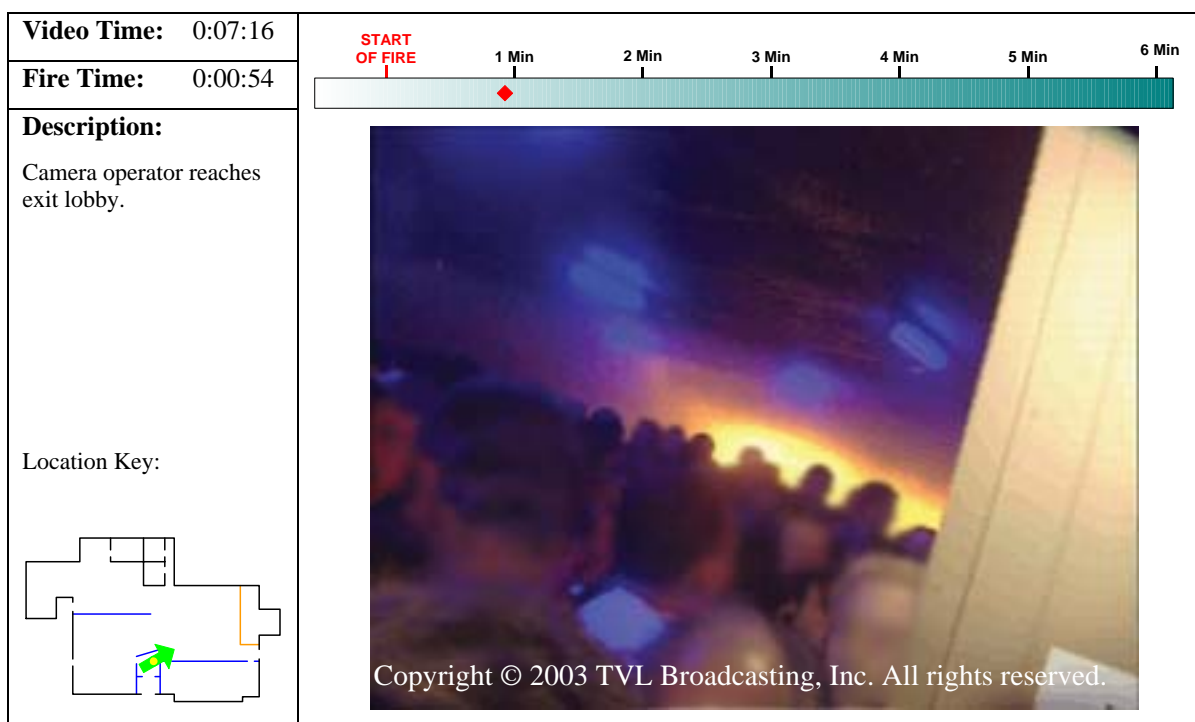 Video Time: 0:07:16
Fire Time: 0:00:54
Description:
Camera operator reaches
exit lobby.
Location Key:
START
OF FIRE
1 Min
2 Min
3 Min
4 Min
5 Min
6 Min
Copyright © 2003 TVL Broadcasting, Inc. All rights reserved.